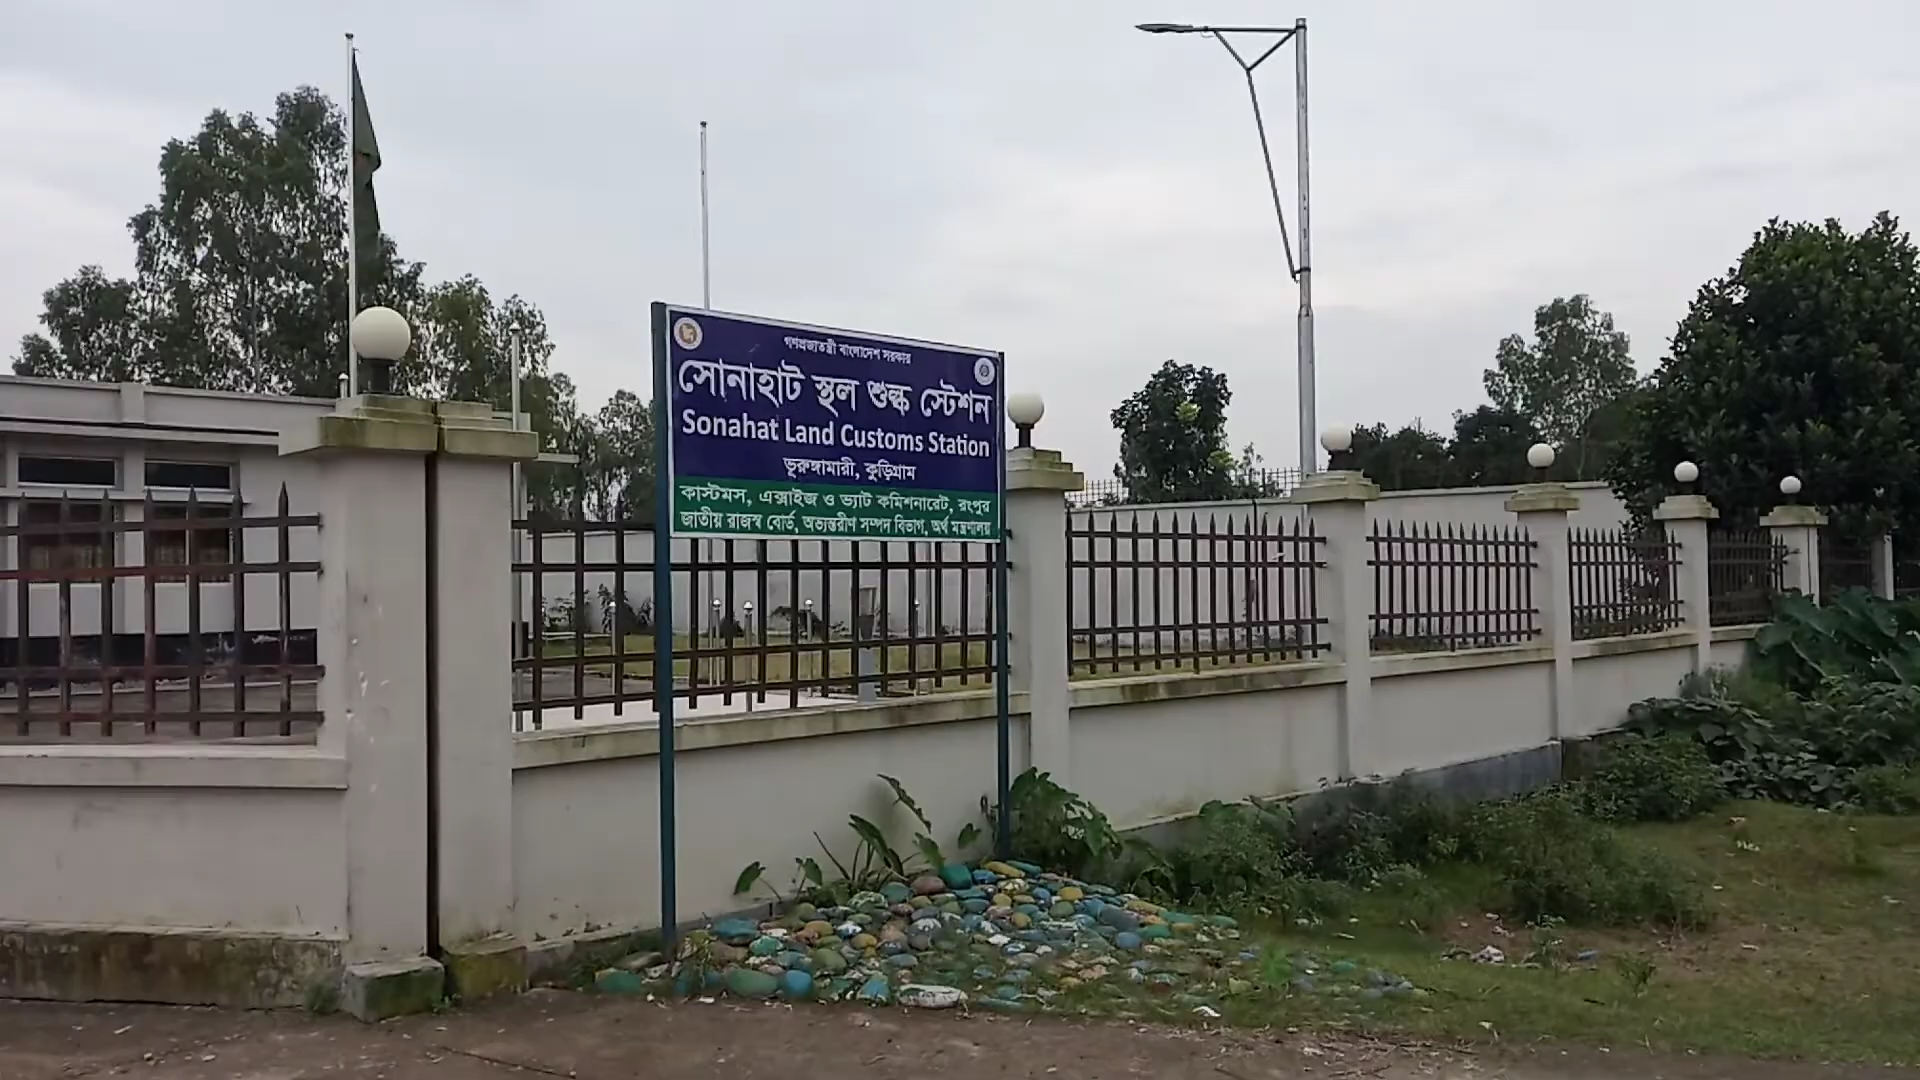 গণপ্রজাতন্ত্রী বাংলাদেশ সরকার
সোনাহাট স্থল শুল্ক স্টেশন
Sonahat Land Customs Station
ভূরুঙ্গামারী, কুড়িগ্রাম
কাস্টমস, এক্সাইজ ও ভ্যাট কমিশনারেট, রংপুর
জাতীয় রাজস্ব বোর্ড, অভ্যন্তরীণ সম্পদ বিভাগ, অর্থ মন্ত্রণালয়